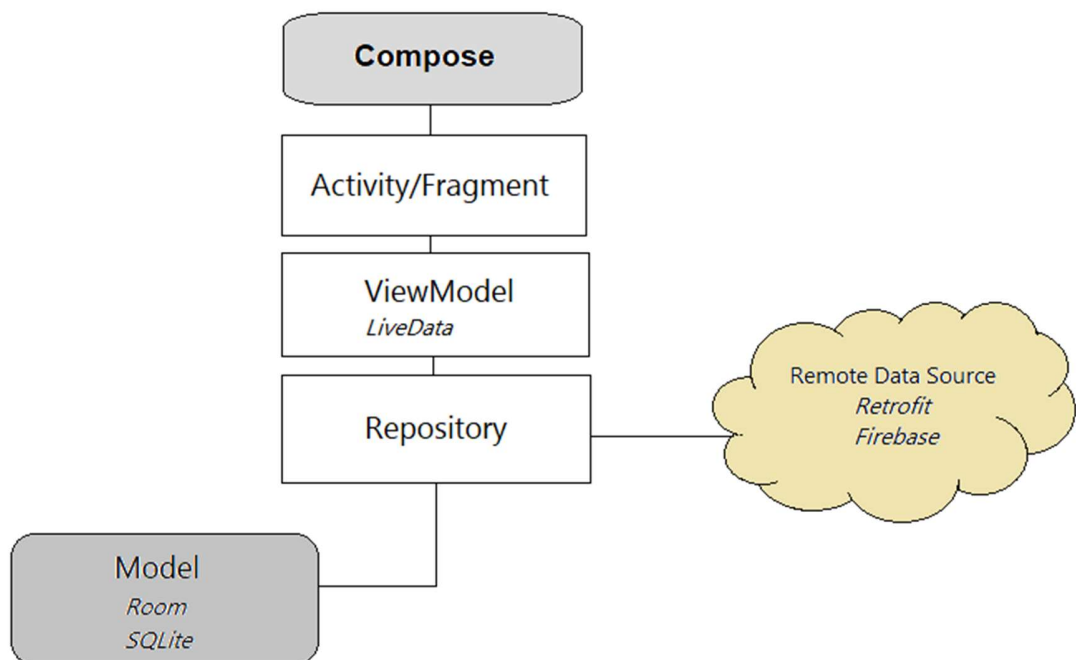 Compose
Activity/Fragment
ViewModel
LiveData
Repository
Remote Data Source
Retrofit
Firebase
Model
Room
SQLite